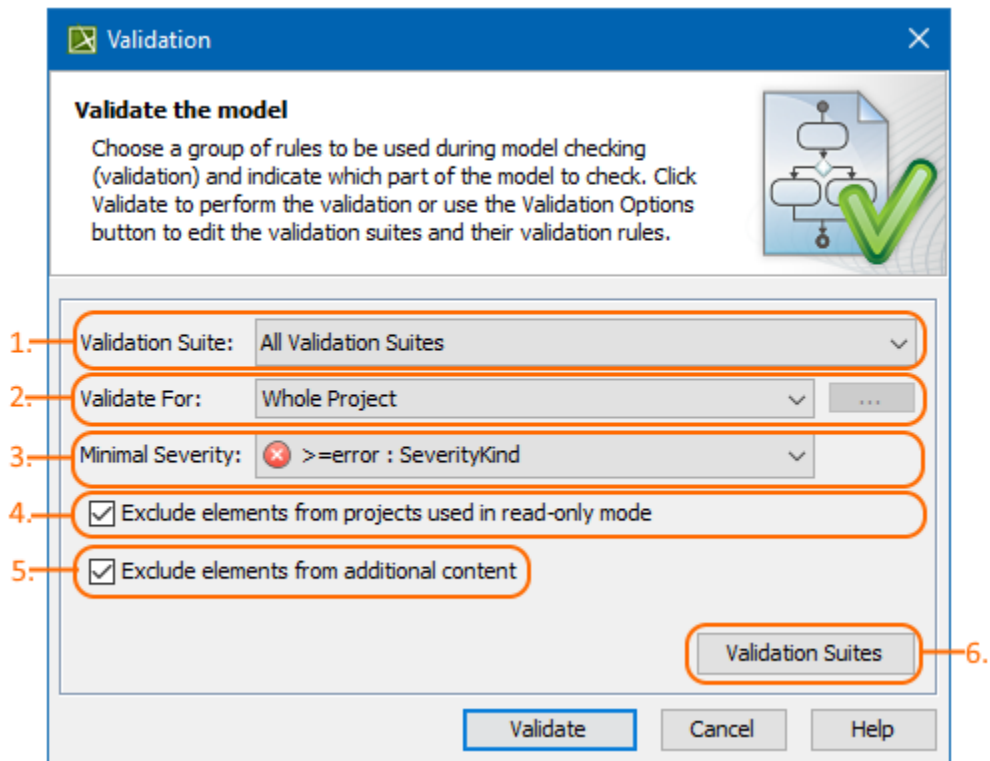 Validation
Validate the model
Choose a group of rules to be used during model checking
(validation) and indicate which part of the model to check. Click
Validate to perform the validation or use the Validation Options
button to edit the validation suites and their validation rules.
1. Validation Suite: All Validation Suites
2. Validate For: Whole Project ...
3. Minimal Severity: >=error : SeverityKind
4. Exclude elements from projects used in read-only mode
5. Exclude elements from additional content
Validation Suites 6.
Validate Cancel Help